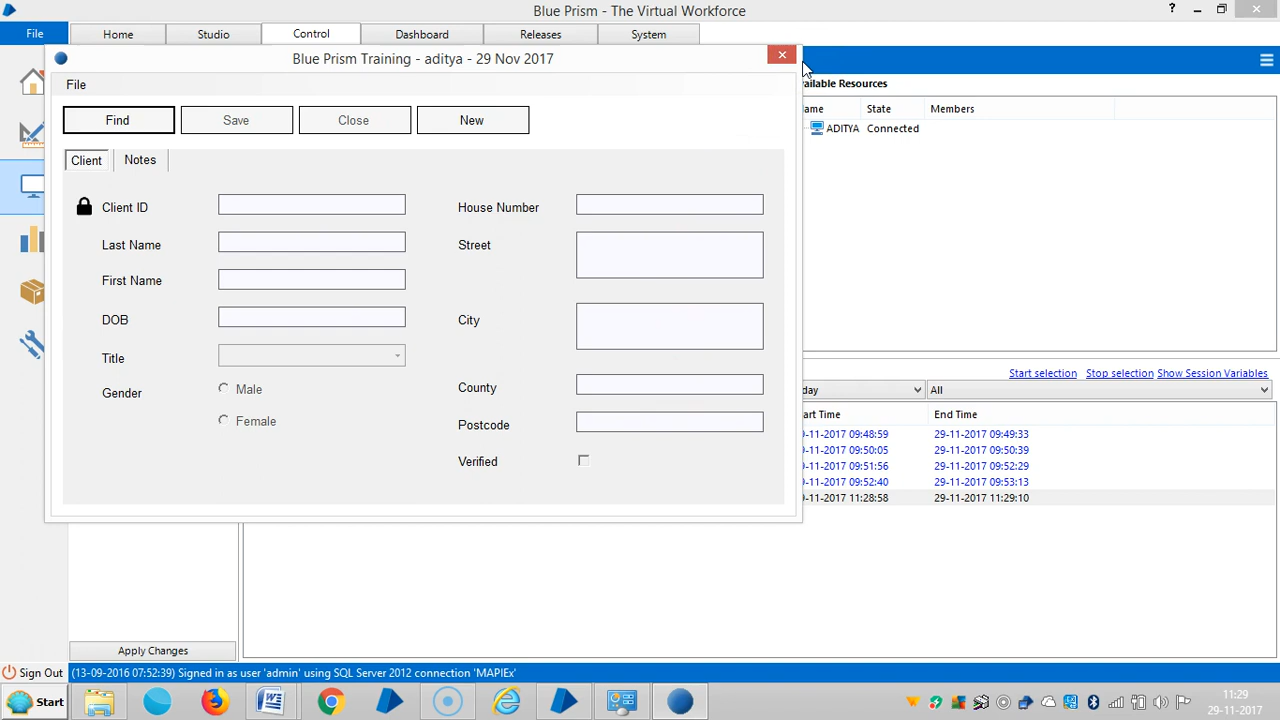 Blue Prism - The Virtual Workforce
File
Home
Studio
Control
Dashboard
Releases
System
Blue Prism Training - aditya - 29 Nov 2017
File
Find
Save
Close
New
Client
Notes
Client ID
Last Name
First Name
DOB
Title
Gender
Male
Female
House Number
Street
City
County
Postcode
Verified
vailable Resources
ame State Members
ADITYA Connected
Start selection Stop selection Show Session Variables
day All
art Time End Time
9-11-2017 09:48:59 29-11-2017 09:49:33
9-11-2017 09:50:05 29-11-2017 09:50:39
9-11-2017 09:51:56 29-11-2017 09:52:29
9-11-2017 09:52:40 29-11-2017 09:53:13
9-11-2017 11:28:58 29-11-2017 11:29:10
Apply Changes
Sign Out
(13-09-2016 07:52:39) Signed in as user 'admin' using SQL Server 2012 connection 'MAPIEx'
Start
11:29
29-11-2017